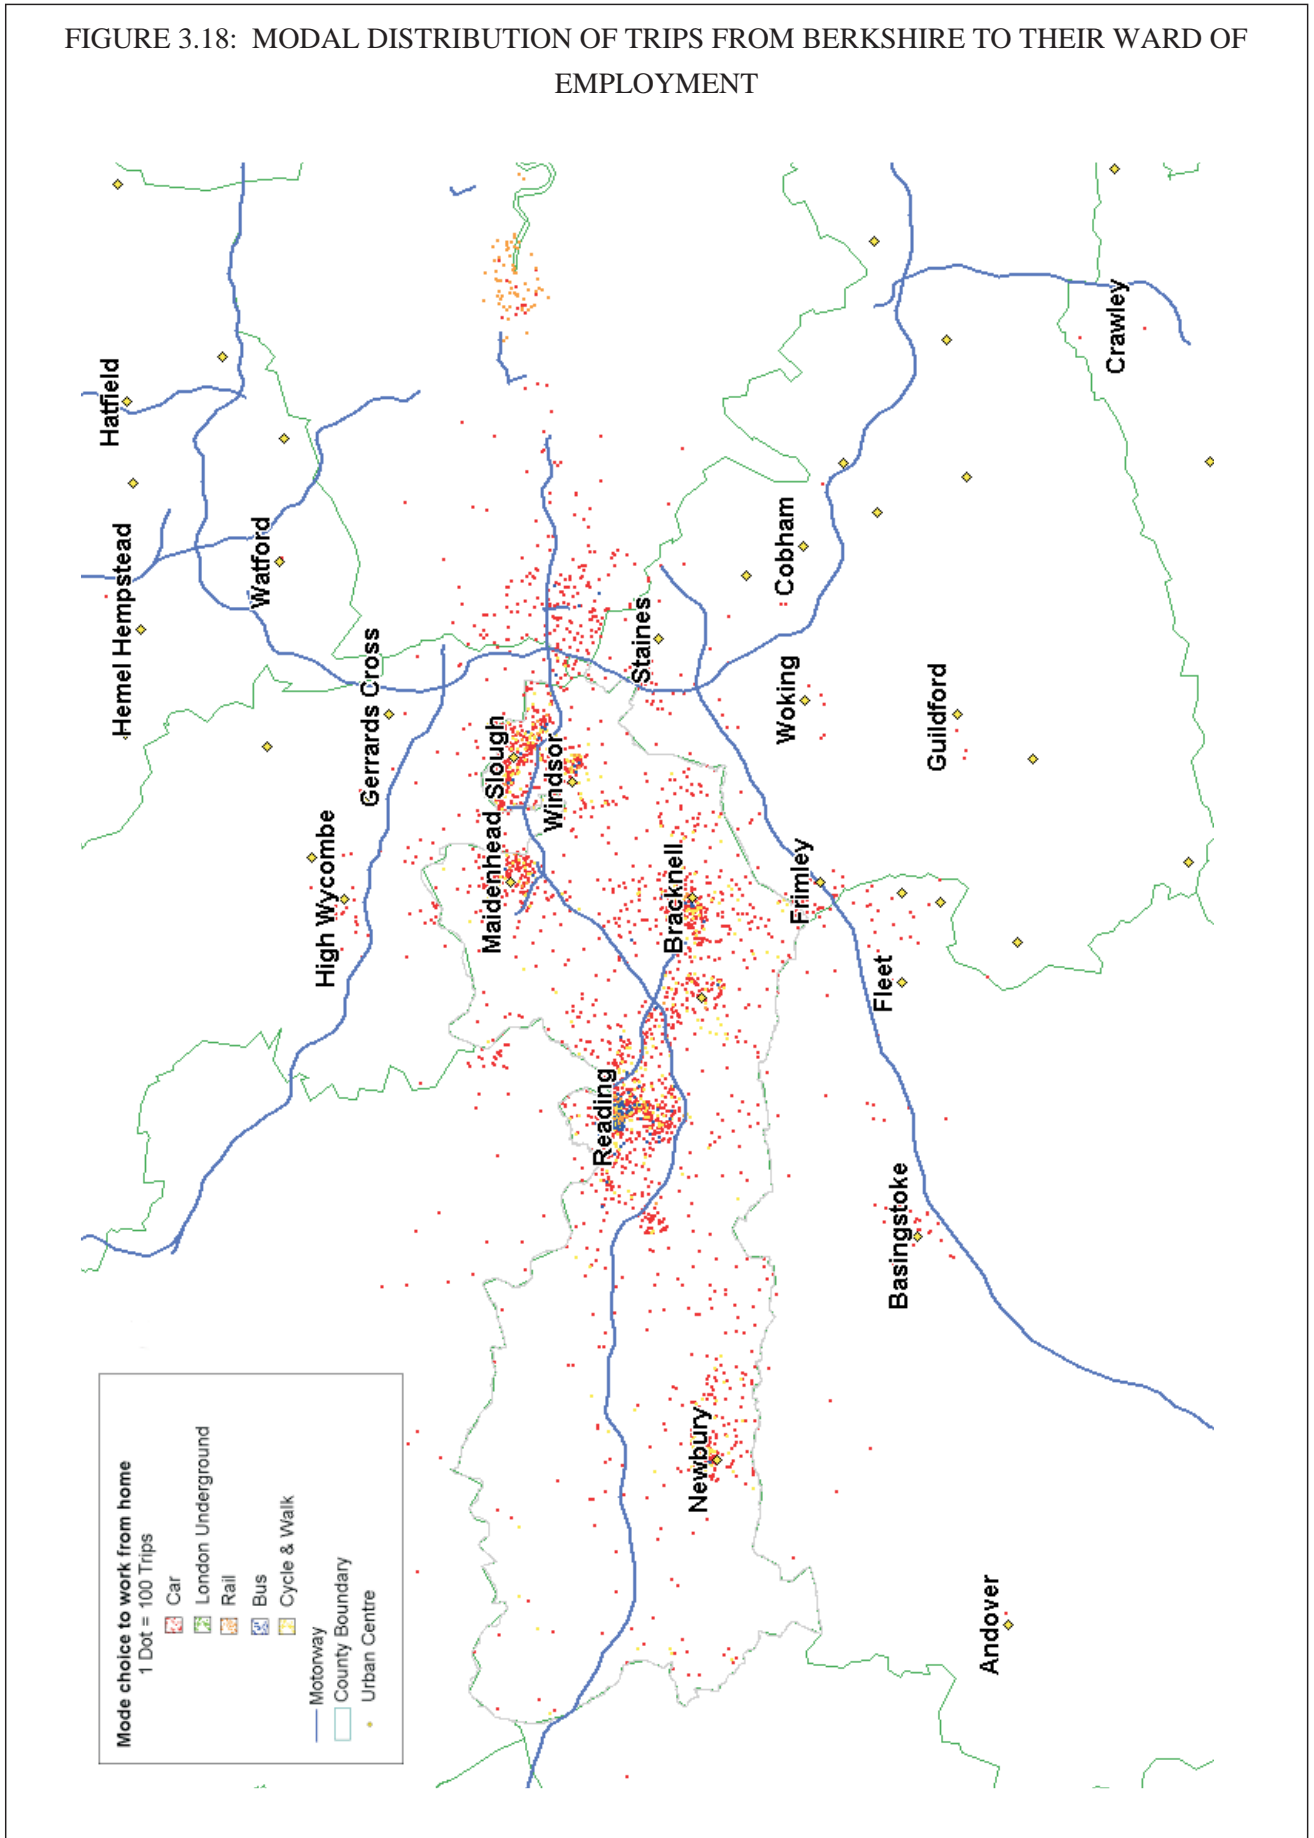 FIGURE 3.18: MODAL DISTRIBUTION OF TRIPS FROM BERKSHIRE TO THEIR WARD OF
EMPLOYMENT
Hatfield
Hemel Hempstead
Watford
Gerrards Cross
High Wycombe
Crawley
Cobham
Staines
Woking
Guildford
Slough
Windsor
Maidenhead
Bracknell
Frimley
Fleet
Reading
Basingstoke
Newbury
Andover
Mode choice to work from home
1 Dot = 100 Trips
Car
London Underground
Rail
Bus
Cycle & Walk
Motorway
County Boundary
Urban Centre